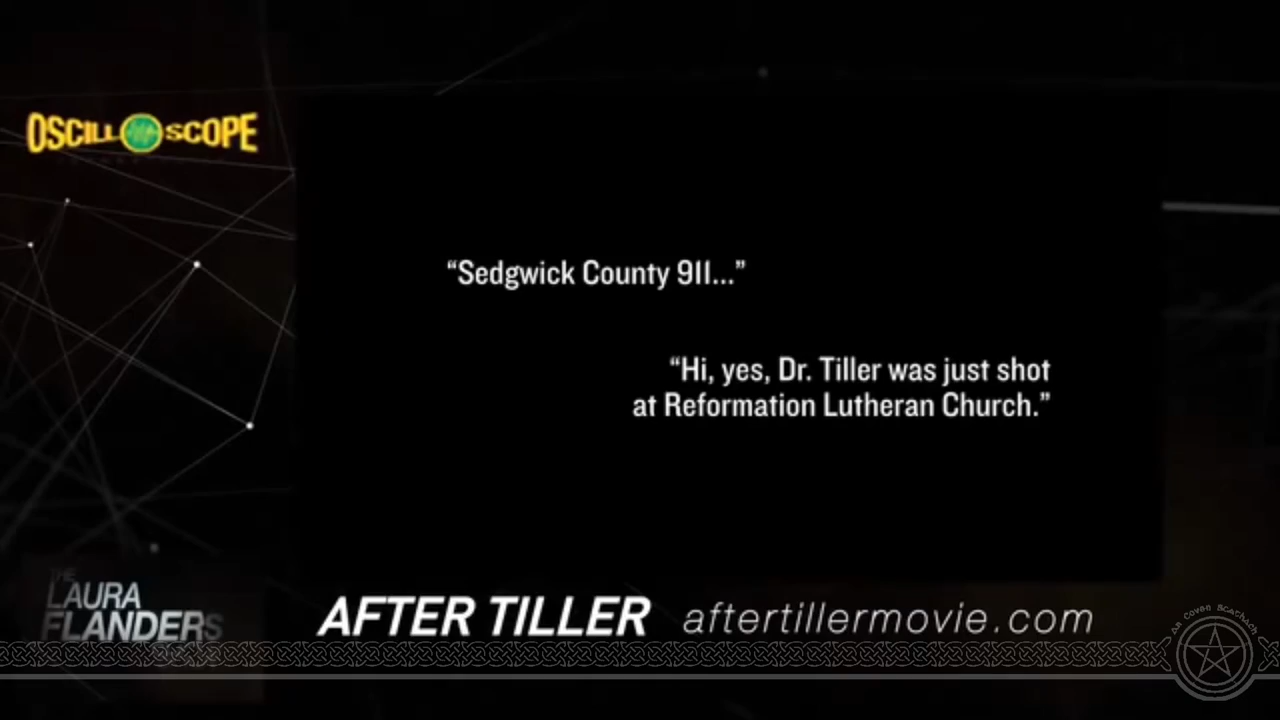 OSCILLOSCOPE
“Sedgwick County 911...”
“Hi, yes, Dr. Tiller was just shot
at Reformation Lutheran Church.”
THE
LAURA
FLANDERS
AFTER TILLER aftertillermovie.com